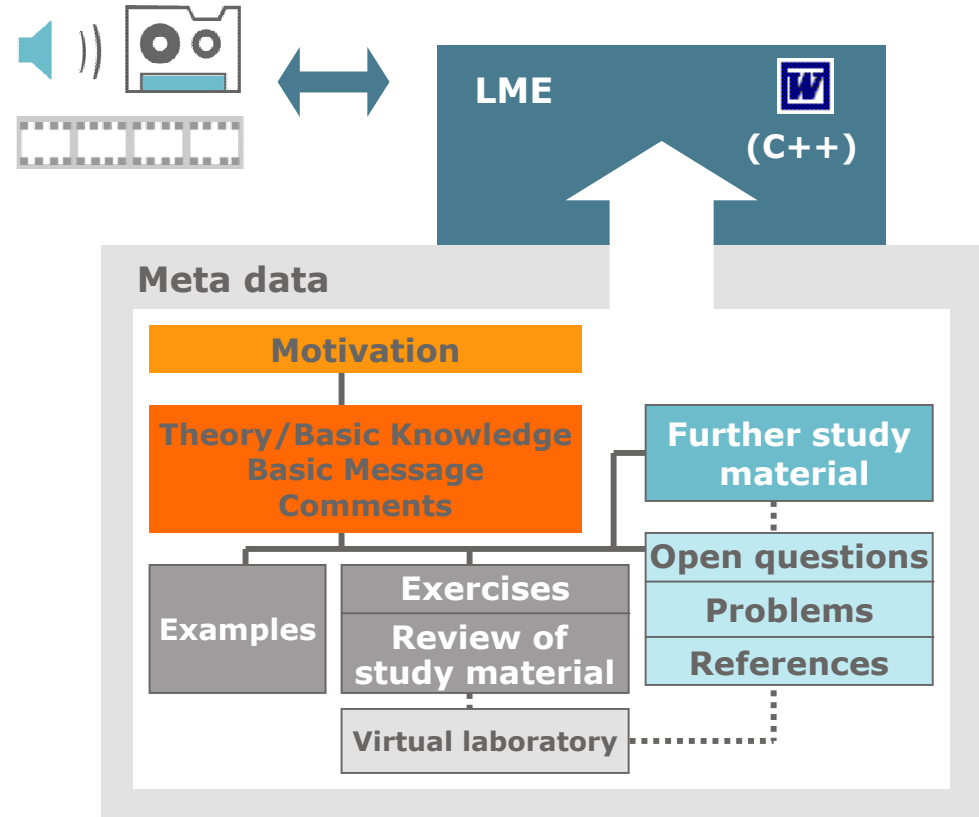 LME
W
(C++)
Meta data
Motivation
Theory/Basic Knowledge
Basic Message
Comments
Further study
material
Open questions
Problems
References
Examples
Exercises
Review of
study material
Virtual laboratory